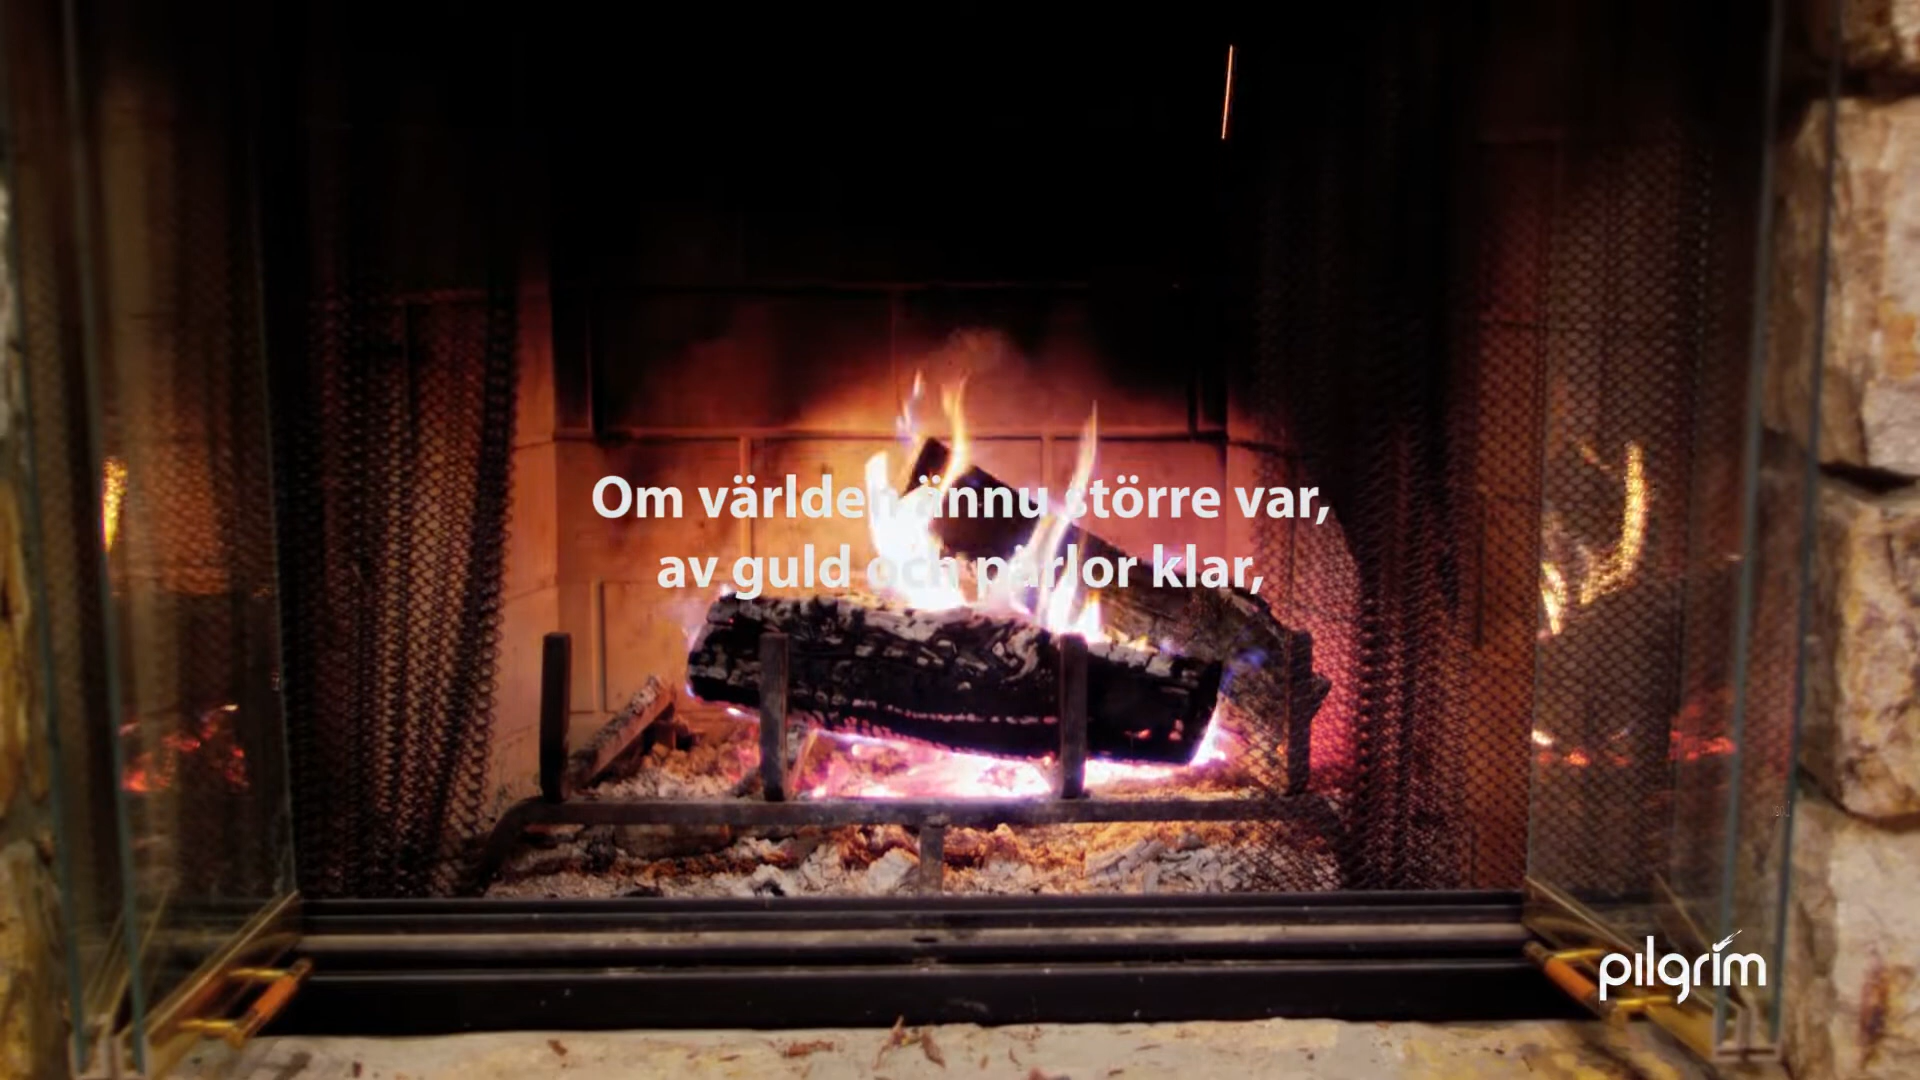 Om världen ännu större var,
av guld och pärlor klar,
pilgrim